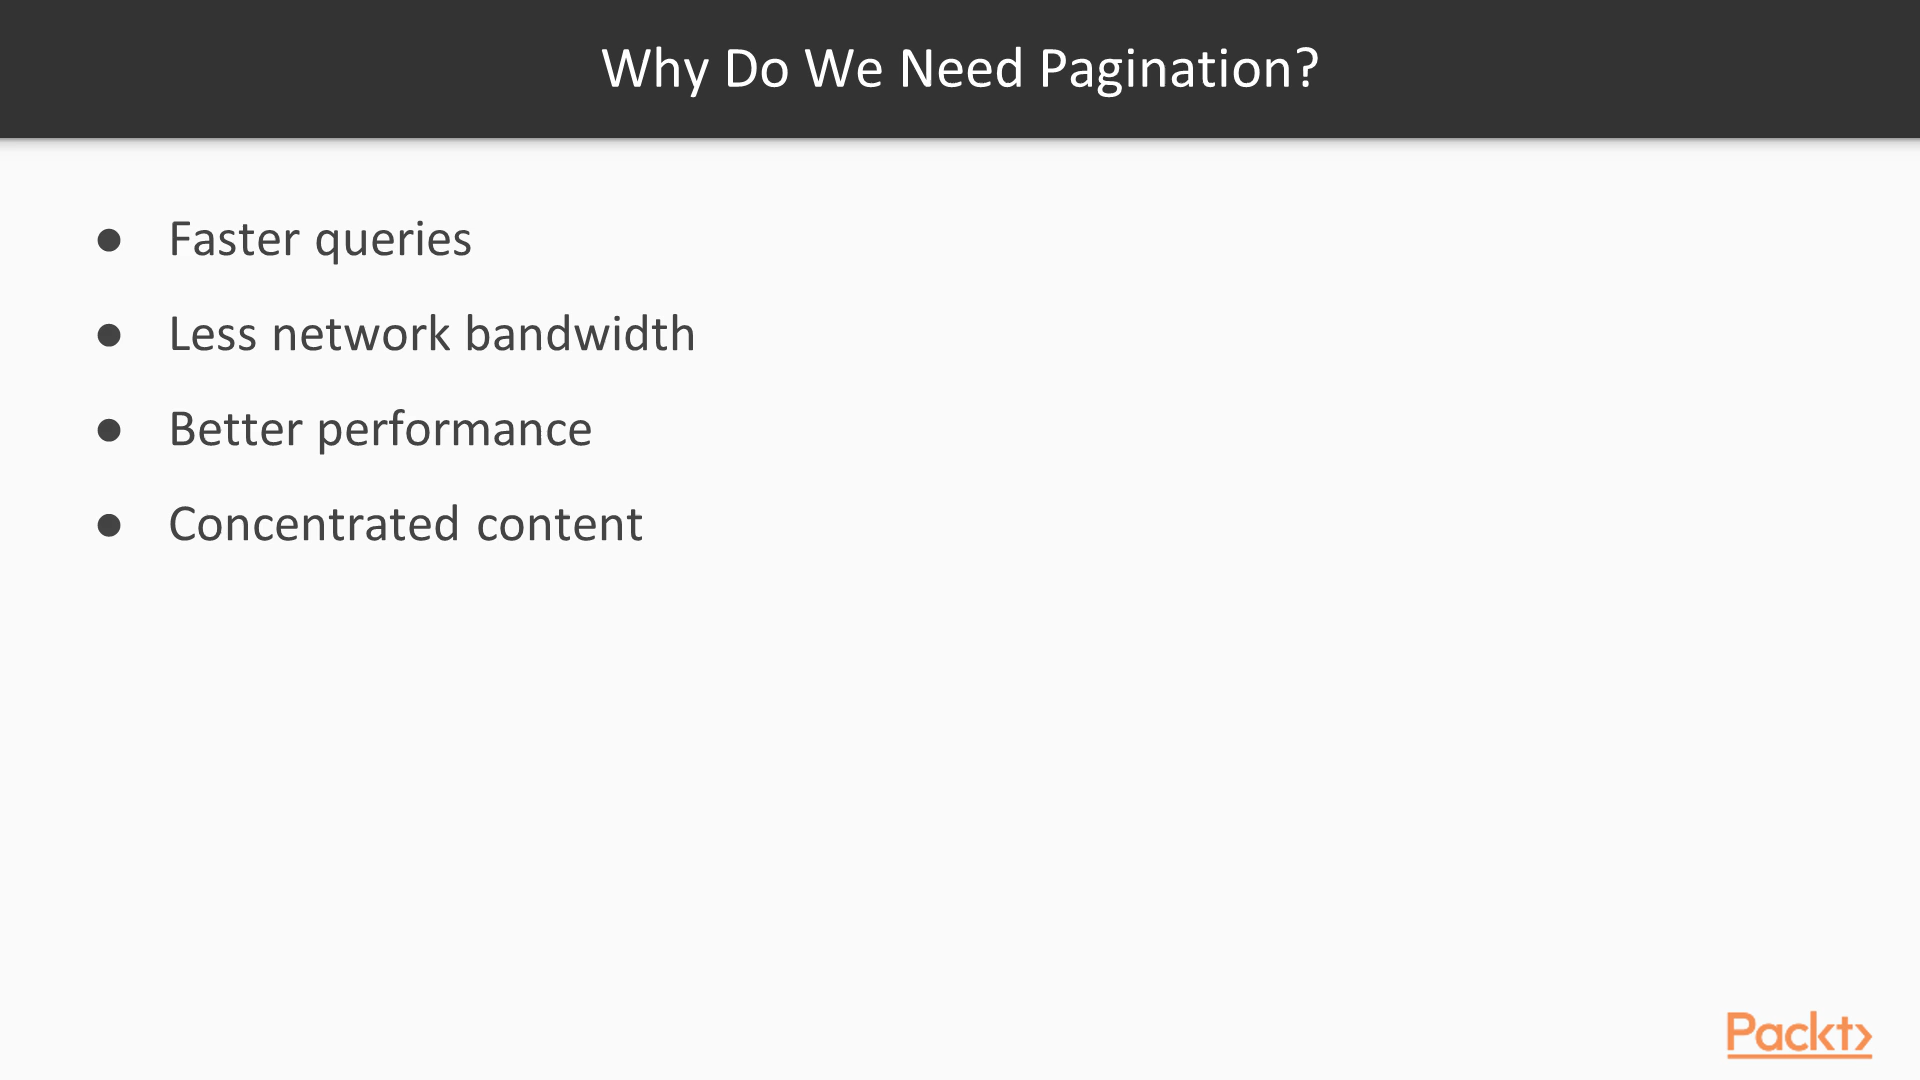 Why Do We Need Pagination?
● Faster queries
● Less network bandwidth
● Better performance
● Concentrated content
Packt>